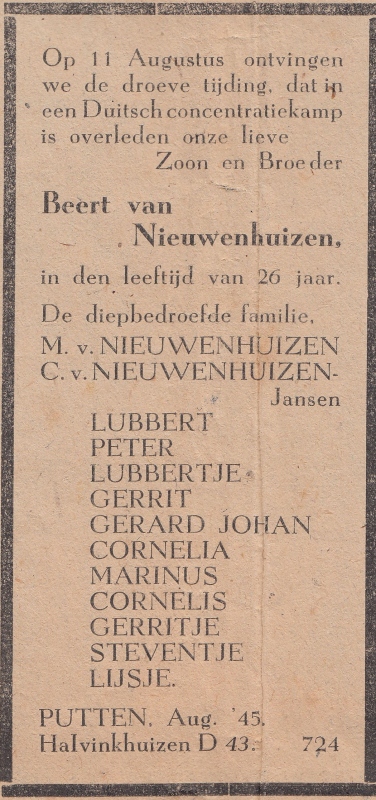 Op 11 Augustus ontvingen
we de droeve tijding, dat in
een Duitsch concentratiekamp
is overleden onze lieve
Zoon en Broeder
Beert van
Nieuwenhuizen,
in den leeftijd van 26 jaar.
De diepbedroefde familie,
M. v. NIEUWENHUIZEN
C. v. NIEUWENHUIZEN-
Jansen
LUBBERT
PETER
LUBBERTJE
GERRIT
GERARD JOHAN
CORNELIA
MARINUS
CORNELIS
GERRITJE
STEVENTJE
LIJSJE.
PUTTEN, Aug. '45.
Halvinkhuizen D 43. 724